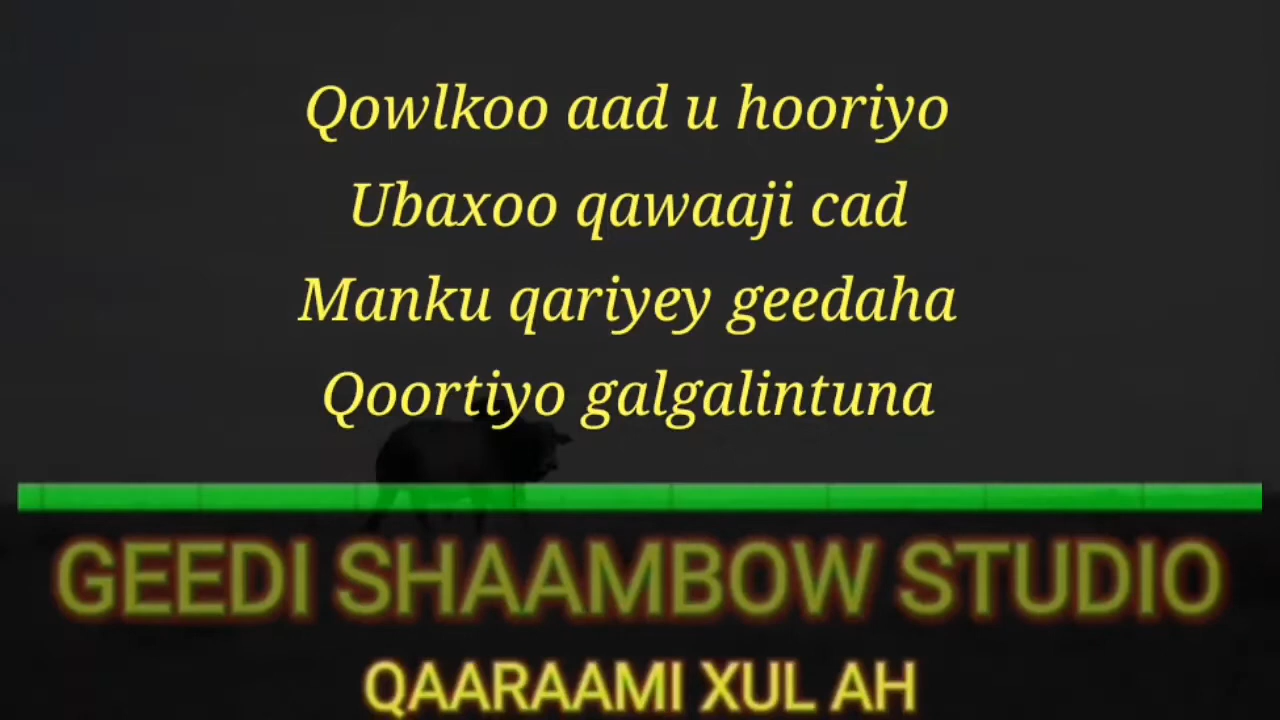 Qowlkoo aad u hooriyo
Ubaxoo qawaaji cad
Manku qariyey geedaha
Qoortiyo galgalintuna
GEEDI SHAAMBOW STUDIO
QAARAAMI XUL AH